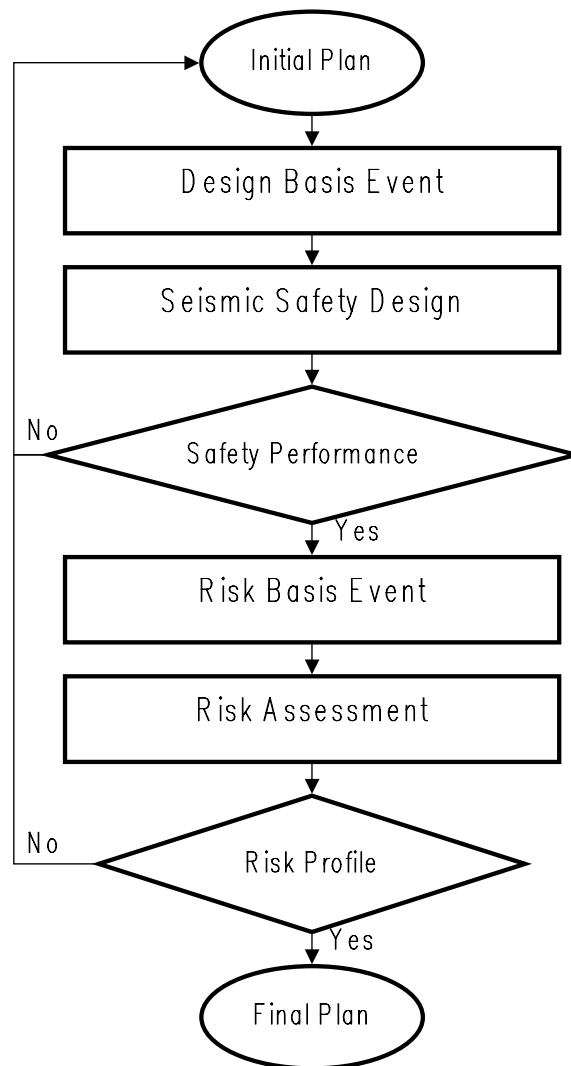 Initial Plan
Design Basis Event
Seismic Safety Design
No
Safety Performance
Yes
Risk Basis Event
Risk Assessment
No
Risk Profile
Yes
Final Plan